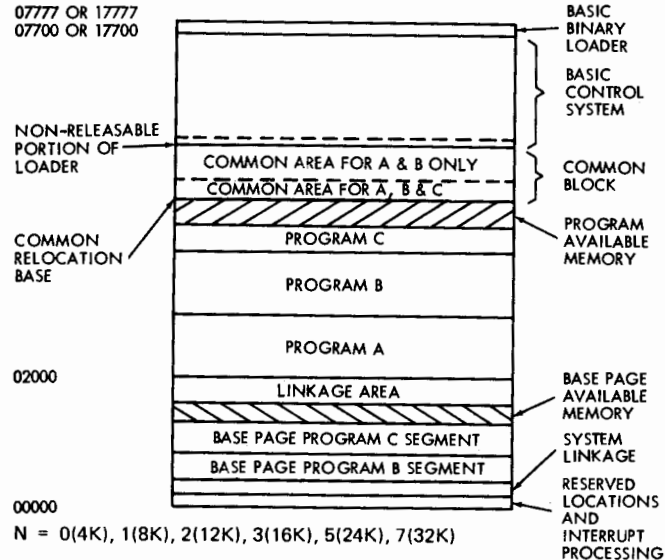 07777 OR 17777
07700 OR 17700
BASIC
BINARY
LOADER
BASIC
CONTROL
SYSTEM
NON-RELEASABLE
PORTION OF
LOADER
COMMON AREA FOR A & B ONLY
COMMON AREA FOR A, B & C
COMMON
BLOCK
COMMON
RELOCATION
BASE
PROGRAM
AVAILABLE
MEMORY
PROGRAM C
PROGRAM B
PROGRAM A
02000
LINKAGE AREA
BASE PAGE
AVAILABLE
MEMORY
BASE PAGE PROGRAM C SEGMENT
BASE PAGE PROGRAM B SEGMENT
SYSTEM
LINKAGE
00000
RESERVED
LOCATIONS
AND
INTERRUPT
PROCESSING
N = 0(4K), 1(8K), 2(12K), 3(16K), 5(24K), 7(32K)